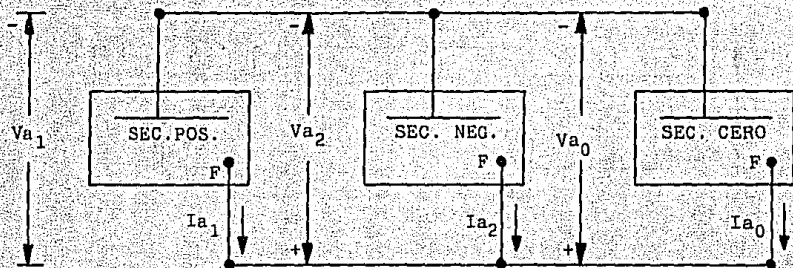 - - -
SEC.POS. SEC. NEG. SEC. CERO
Va1 Va2 Va0
F F F
Ia1 Ia2 Ia0
+ +